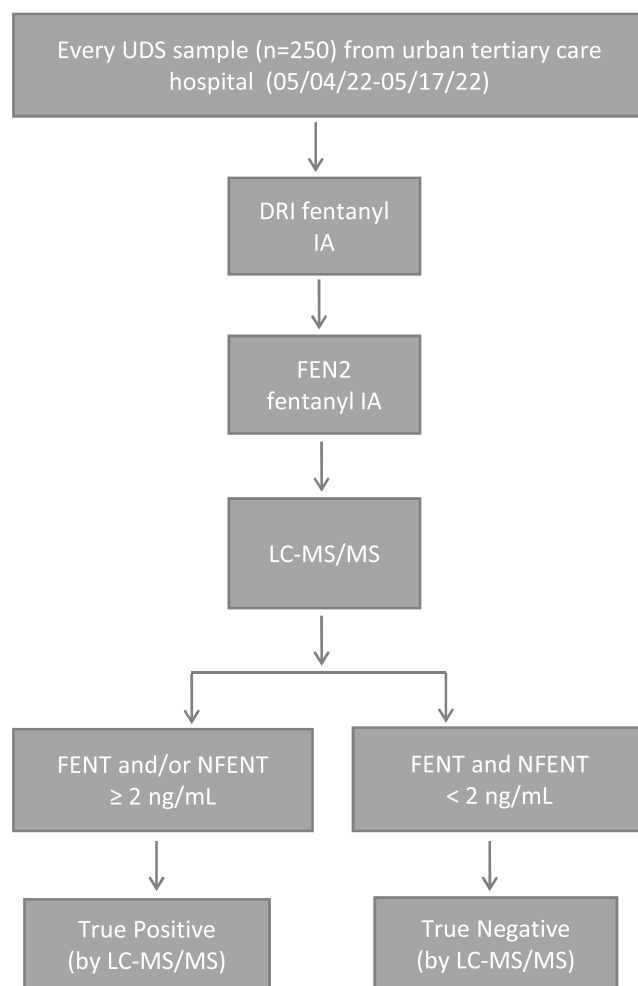 Every UDS sample (n=250) from urban tertiary care
hospital  (05/04/22-05/17/22)
DRI fentanyl
IA
FEN2
fentanyl IA
LC-MS/MS
FENT and/or NFENT
≥ 2 ng/mL
FENT and NFENT
< 2 ng/mL
True Positive
(by LC-MS/MS)
True Negative
(by LC-MS/MS)